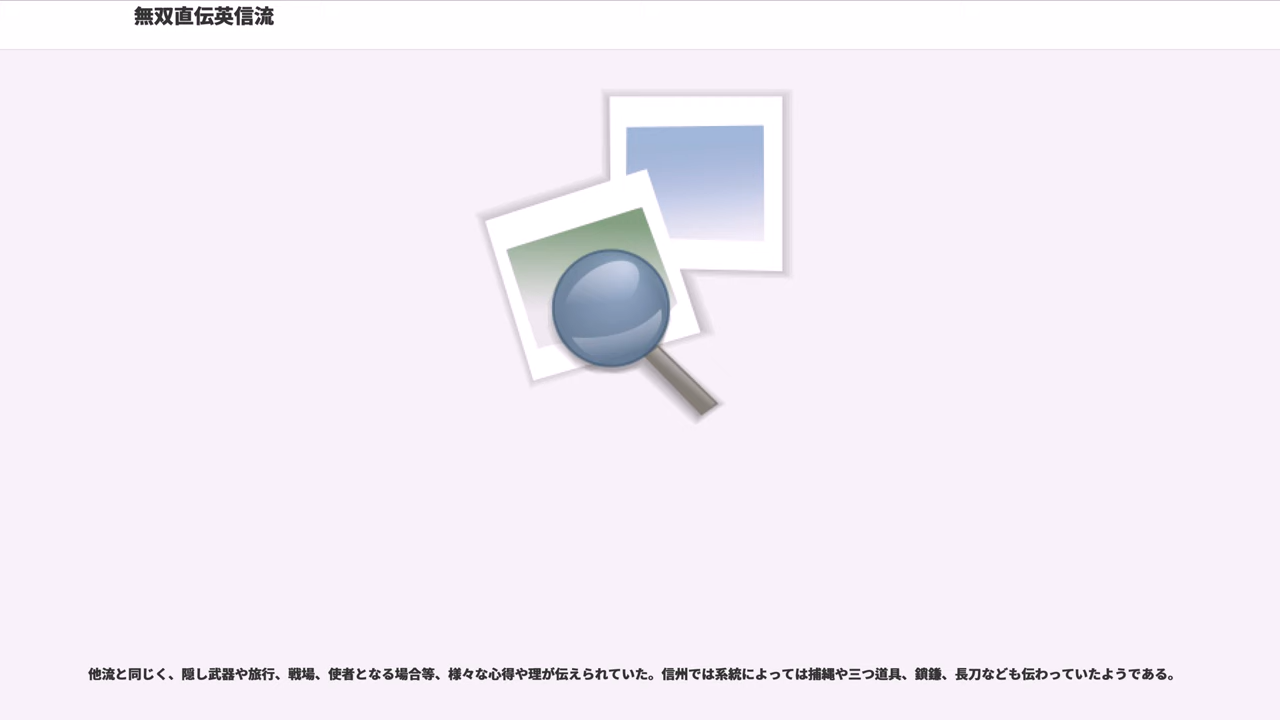 無双直伝英信流
他流と同じく、隠し武器や旅行、戦場、使者となる場合等、様々な心得や理が伝えられていた。信州では系統によっては捕縄や三つ道具、鎖鎌、長刀なども伝わっていたようである。